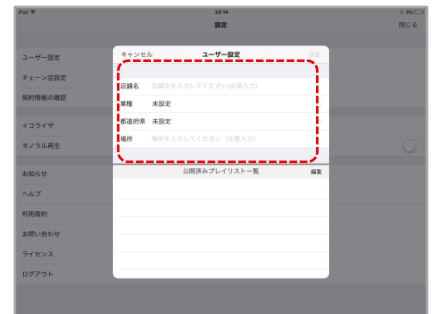 iPad
設定
閉じる
ユーザー設定
チェーン店設定
契約情報の確認
イコライザ
モノラル再生
お知らせ
ヘルプ
利用規約
お問い合わせ
ライセンス
ログアウト
キャンセル ユーザー設定 設定
店舗名 店舗名を入力してください(必須入力)
業種 未設定
都道府県 未設定
場所 場所を入力してください (任意入力)
公開済みプレイリスト一覧 編集